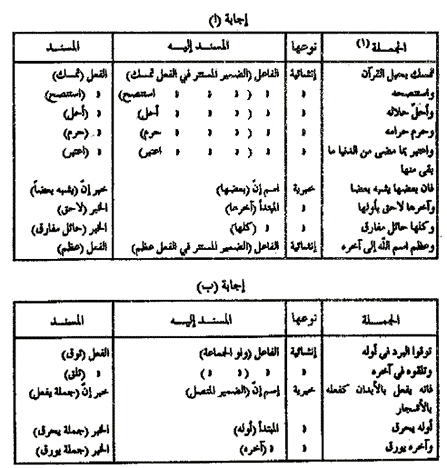 إجابة (ا)
الجملة (١) نوعها المسند إليه المسند
تمسك بحبل القرآن إنشائية الفاعل (الضمير المستتر في الفعل تمسك) الفعل (تمسك)
واستنصحه » » ( » » » » استنصح) » (استنصح)
وأحلّ حلاله » » ( » » » » أحل) » (أحل)
وحرم حرامه » » ( » » » » حرم) » (حرم)
واعتبر بما مضى من الدنيا ما » » ( » » » » اعتبر) » (اعتبر)
بقى منها
فان بعضها يشبه بعضا خبرية اسم إنّ (بعضها) خبر إنّ (يشبه بعضاً)
وآخرها لاحق بأولها » المبتدأ (آخرها) الخبر (لاحق)
وكلها حائل مفارق » » (كلها) الخبر (حائل مفارق)
وعظم اسم الله إلى آخره إنشائية الفاعل (الضمير المستتر في الفعل عظم) الفعل (عظم)
إجابة (ب)
الجملة نوعها المسند إليه المسند
توقوا البرد في أوله إنشائية الفاعل (واو الجماعة) الفعل (توق)
وتلقوه في آخره » » ( » » ) » (تلق)
فانه يفعل بالأبدان كفعله خبرية إسم إنّ (الضمير المتصل) خبر إنّ (جملة يفعل)
بالأشجار
أوله يحرق » المبتدأ (أوله) الخبر (جملة يحرق)
وآخره يورق » » (آخره) الخبر (جملة يورق)